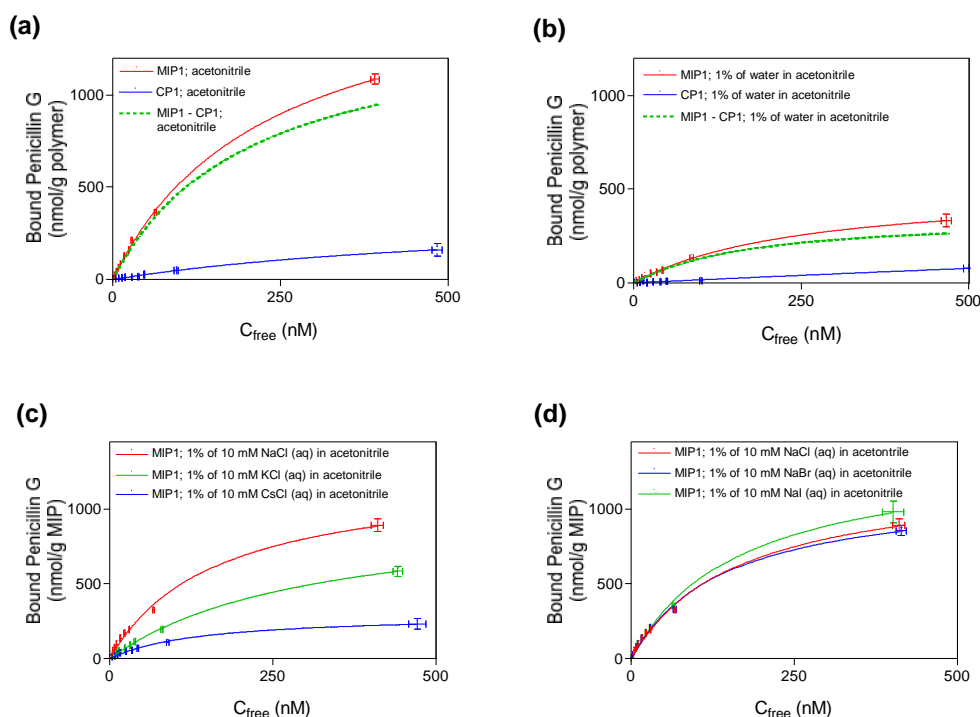 (a)
MIP1; acetonitrile
CP1; acetonitrile
MIP1 - CP1;
acetonitrile
1000
500
0
0
250
500
Bound Penicillin G
(nmol/g polymer)
Cfree (nM)
(b)
MIP1; 1% of water in acetonitrile
CP1; 1% of water in acetonitrile
MIP1 - CP1; 1% of water in acetonitrile
1000
500
0
0
250
500
Bound Penicillin G
(nmol/g polymer)
Cfree (nM)
(c)
MIP1; 1% of 10 mM NaCl (aq) in acetonitrile
MIP1; 1% of 10 mM KCl (aq) in acetonitrile
MIP1; 1% of 10 mM CsCl (aq) in acetonitrile
1000
500
0
0
250
500
Bound Penicillin G
(nmol/g MIP)
Cfree (nM)
(d)
MIP1; 1% of 10 mM NaCl (aq) in acetonitrile
MIP1; 1% of 10 mM NaBr (aq) in acetonitrile
MIP1; 1% of 10 mM NaI (aq) in acetonitrile
1000
500
0
0
250
500
Bound Penicillin G
(nmol/g MIP)
Cfree (nM)